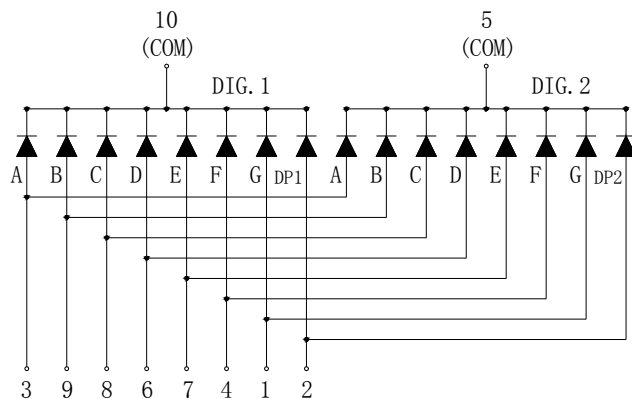 10 5
(COM) (COM)
DIG.1 DIG.2
A B C D E F G DP1 A B C D E F G DP2
3 9 8 6 7 4 1 2